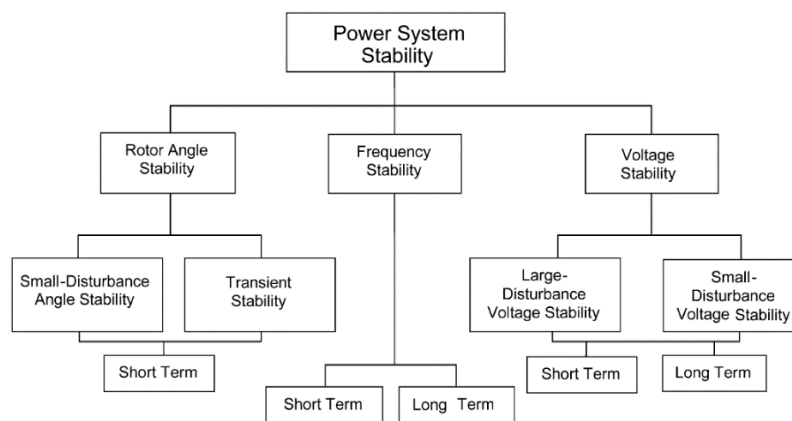 Power System
Stability
Rotor Angle
Stability
Frequency
Stability
Voltage
Stability
Small-Disturbance
Angle Stability
Transient
Stability
Large-
Disturbance
Voltage Stability
Small-
Disturbance
Voltage Stability
Short Term
Short Term
Long Term
Short Term
Long Term